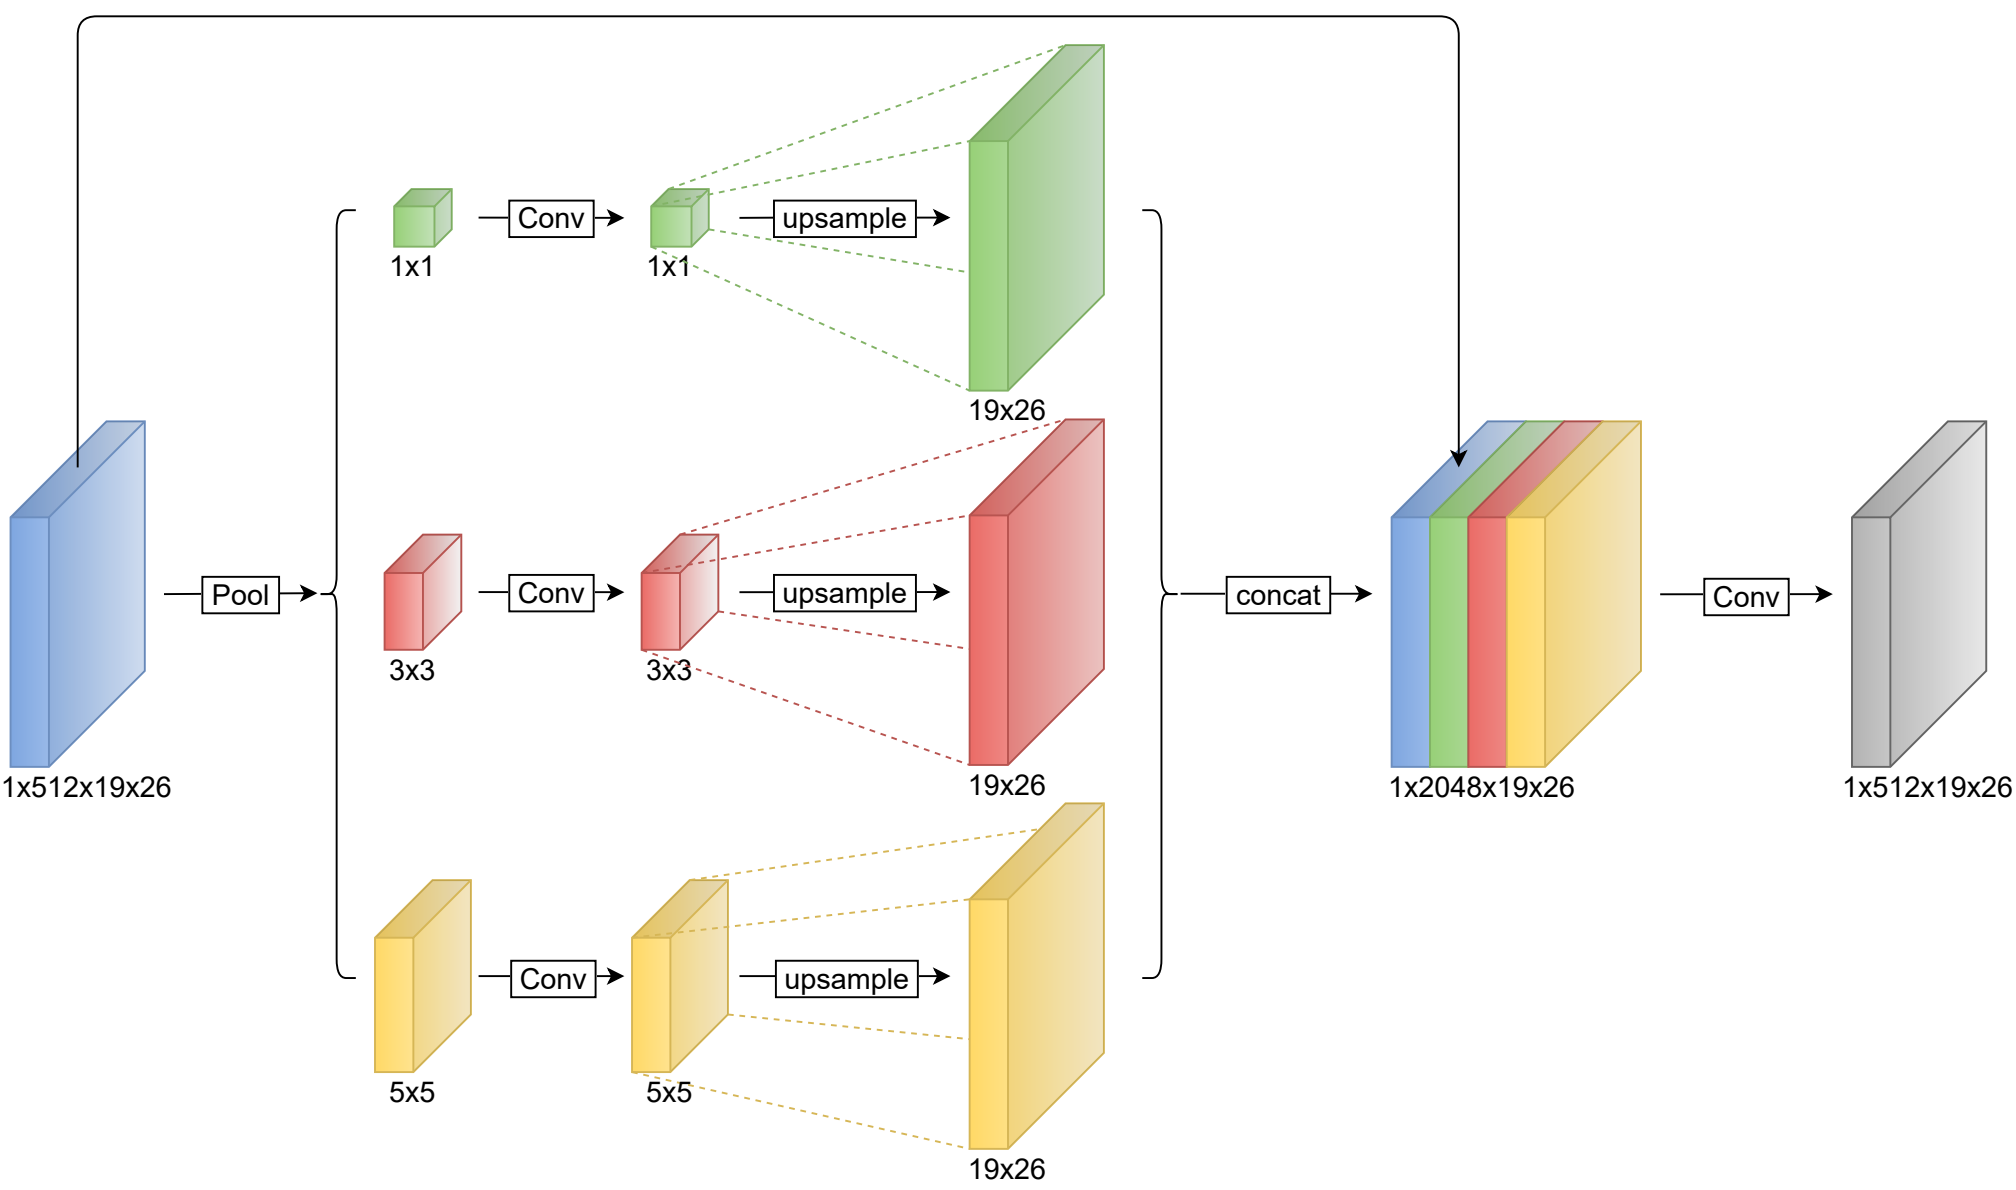 1x512x19x26
Pool
1x1
Conv
1x1
upsample
19x26
3x3
Conv
3x3
upsample
19x26
5x5
Conv
5x5
upsample
19x26
concat
1x2048x19x26
Conv
1x512x19x26